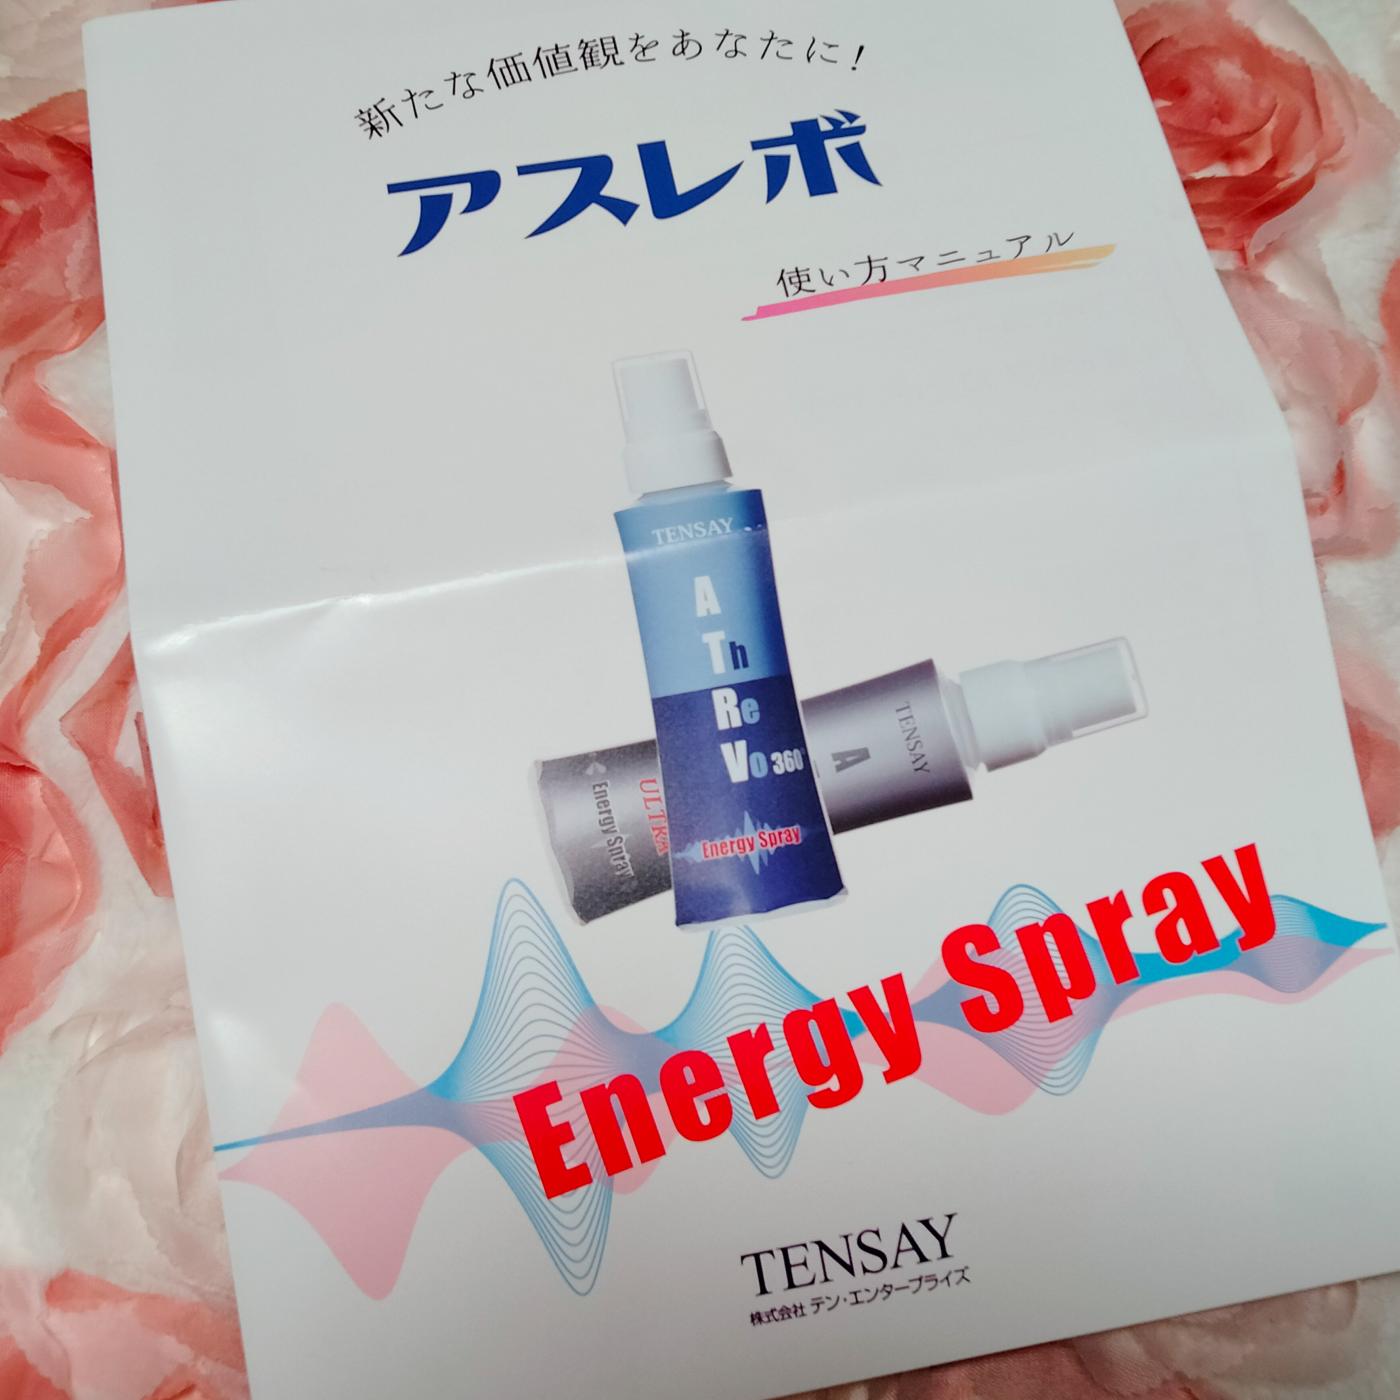 新たな価値観をあなたに!
アスレボ
使い方マニュアル
TENSAY
A
Th
Re
Vo 360°
Energy Spray
TENSAY
A
ULTRA
Energy Spray
Energy Spray
TENSAY
株式会社 テン・エンタープライズ